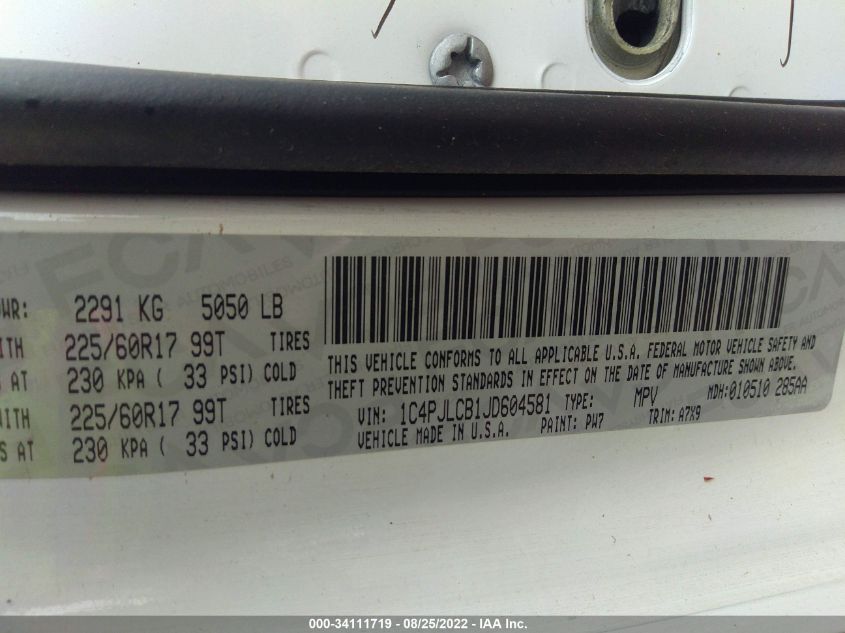 WR: 2291 KG 5050 LB
ITH 225/60R17 99T TIRES
S AT 230 KPA ( 33 PSI) COLD
WITH 225/60R17 99T TIRES
S AT 230 KPA ( 33 PSI) COLD
THIS VEHICLE CONFORMS TO ALL APPLICABLE U.S.A. FEDERAL MOTOR VEHICLE SAFETY AND
THEFT PREVENTION STANDARDS IN EFFECT ON THE DATE OF MANUFACTURE SHOWN ABOVE.
VIN: 1C4PJLCB1JD604581 TYPE: MPV MDH:010510 285AA
VEHICLE MADE IN U.S.A. PAINT: PW7 TRIM: A7X9
000-34111719 - 08/25/2022 - IAA Inc.